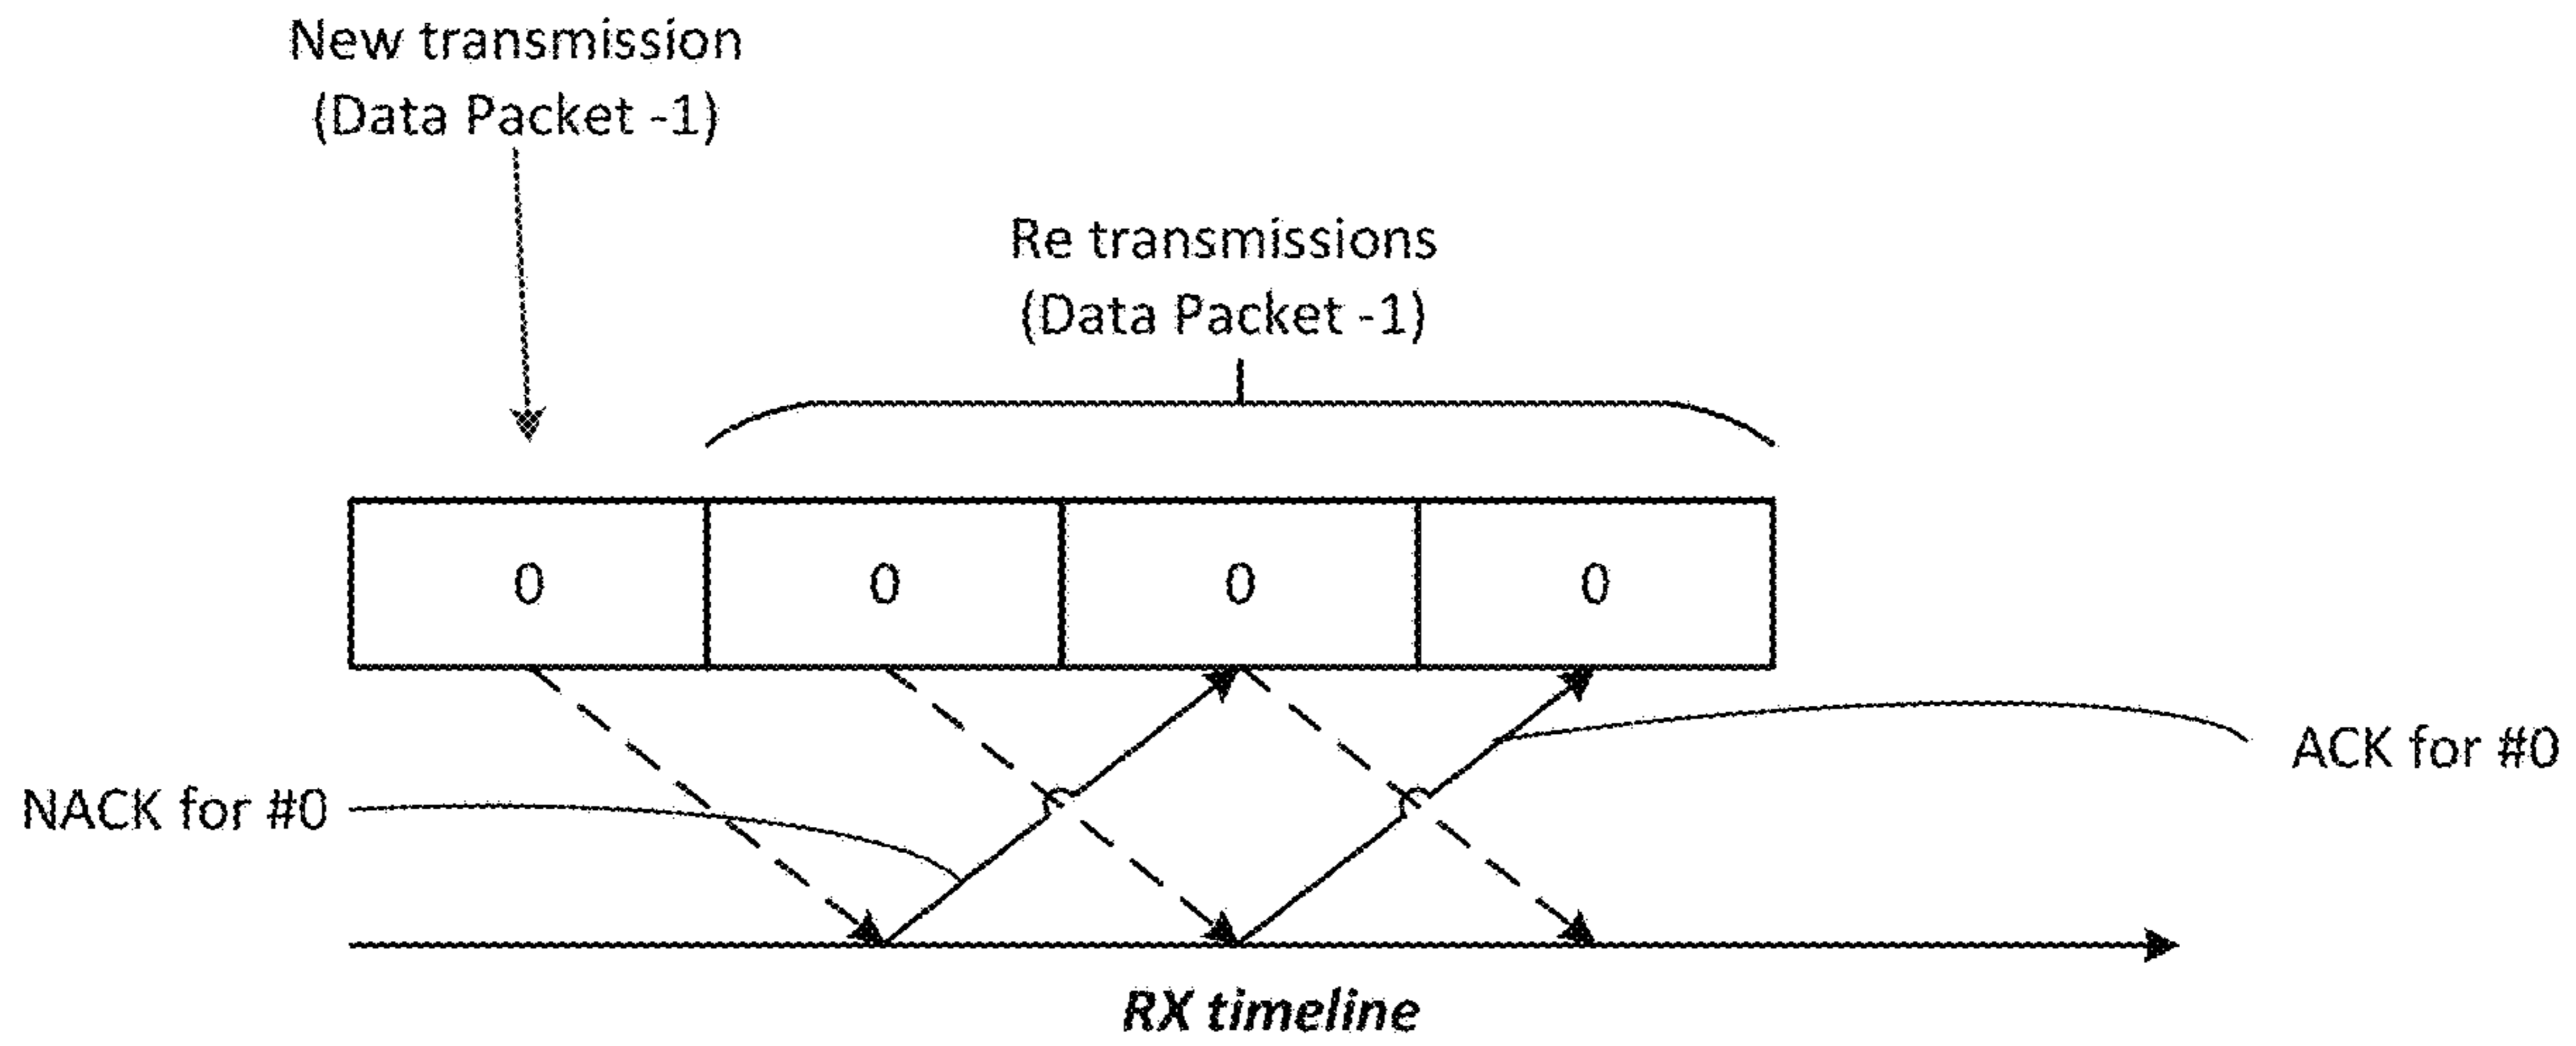 New transmission
(Data Packet -1)
Re transmissions
(Data Packet -1)
0 0 0 0
ACK for #0
NACK for #0
RX timeline